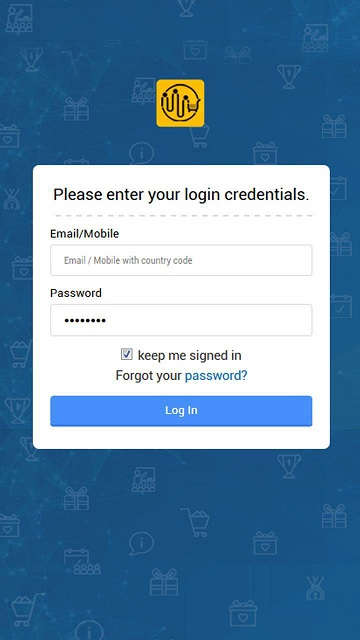 Please enter your login credentials.
Email/Mobile
Email / Mobile with country code
Password
••••••••
keep me signed in
Forgot your password?
Log In